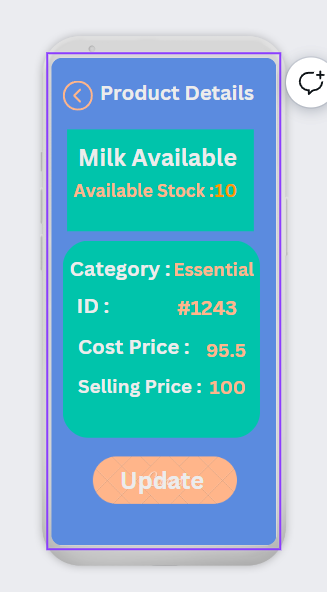 Product Details
Milk Available
Available Stock :10
Category : Essential
ID : #1243
Cost Price : 95.5
Selling Price : 100
Update